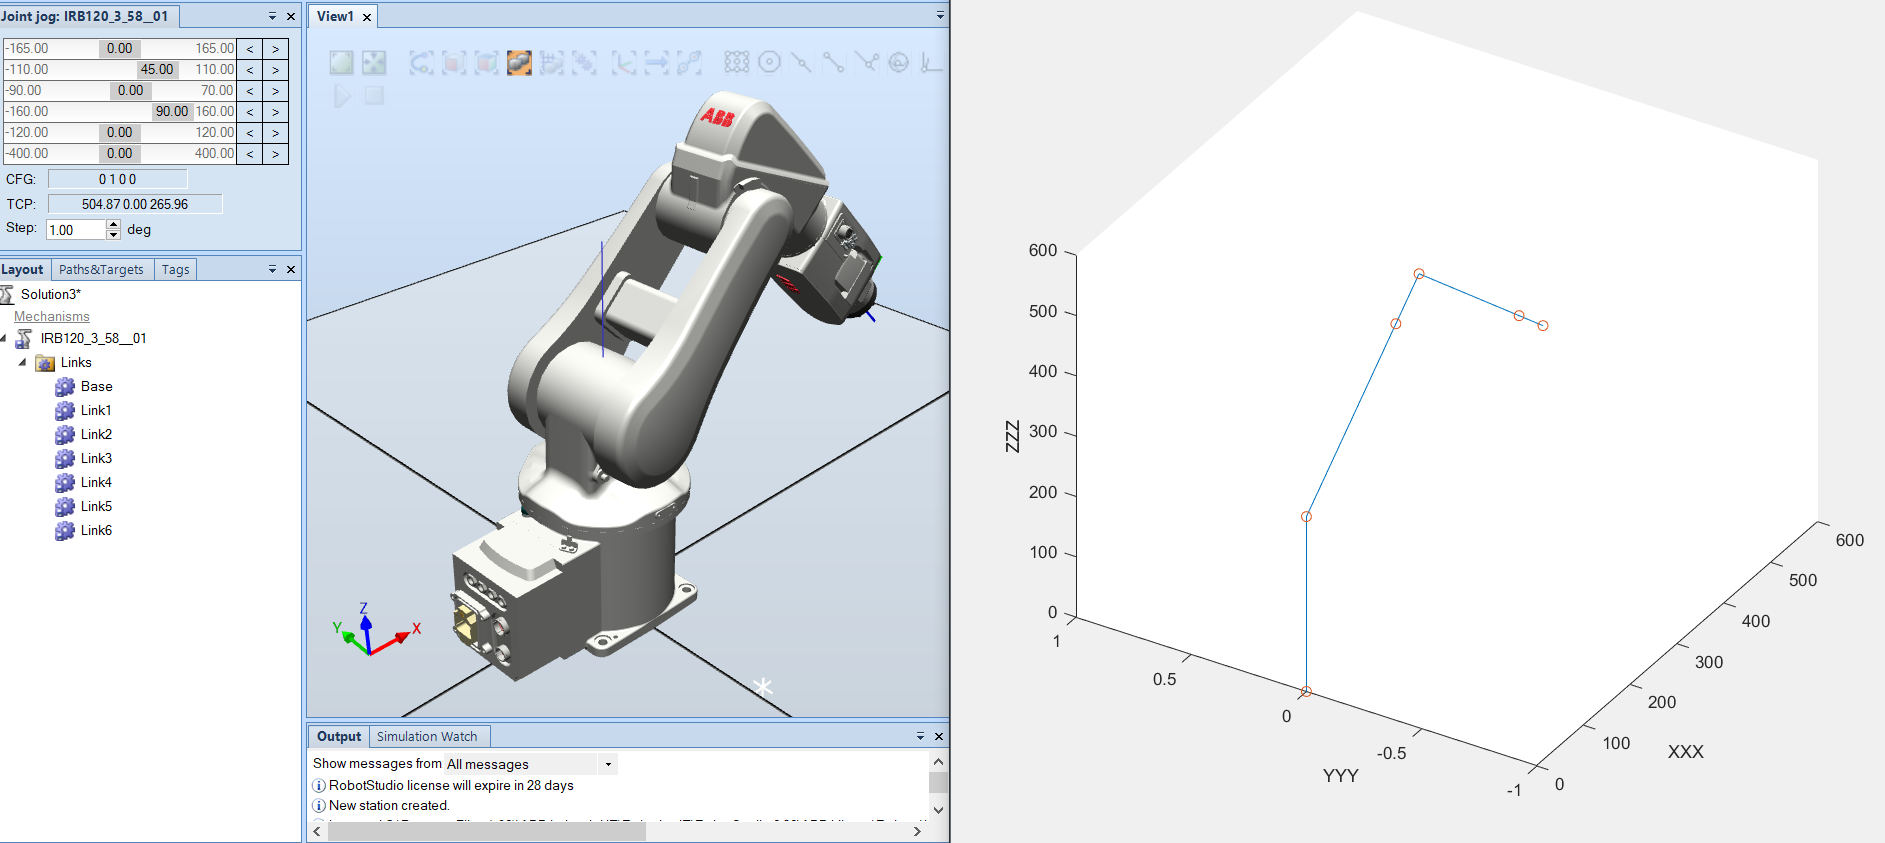 Joint jog: IRB120_3_58__01
-165.00 0.00 165.00 < >
-110.00 45.00 110.00 < >
-90.00 0.00 70.00 < >
-160.00 90.00 160.00 < >
-120.00 0.00 120.00 < >
-400.00 0.00 400.00 < >
CFG: 0 1 0 0
TCP: 504.87 0.00 265.96
Step: 1.00 deg
Layout Paths&Targets Tags
Solution3*
Mechanisms
IRB120_3_58__01
Links
Base
Link1
Link2
Link3
Link4
Link5
Link6
View1
ABB
Z
Y
X
Output Simulation Watch
Show messages from All messages
RobotStudio license will expire in 28 days
New station created.
600
500
400
300
200
100
0
ZZZ
1
0.5
0
-0.5
-1
YYY
0
100
200
300
400
500
600
XXX